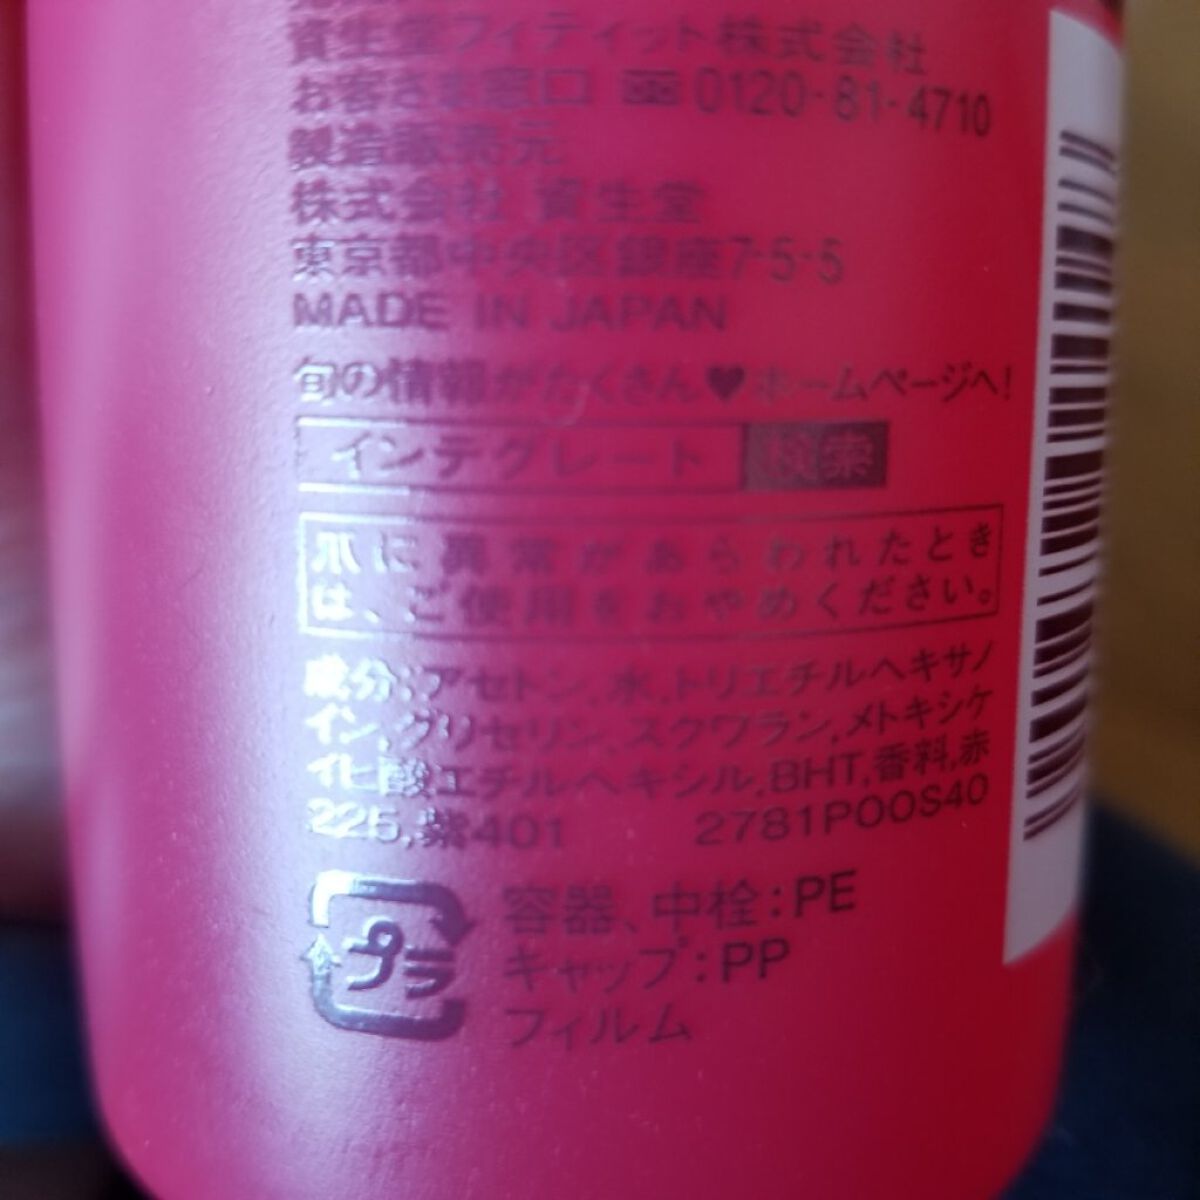 資生堂フィティット株式会社
お客さま窓口 0120-81-4710
製造販売元
株式会社 資生堂
東京都中央区銀座7-5-5
MADE IN JAPAN
旬の情報がたくさん♥ホームページへ!
インテグレート 検索
爪に異常があらわれたとき
は、ご使用をおやめください。
成分:アセトン,水,トリエチルヘキサノ
イン,グリセリン,スクワラン,メトキシケ
イヒ酸エチルヘキシル,BHT,香料,赤
225,紫401 2781POOS40
プラ
容器、中栓:PE
キャップ:PP
フィルム